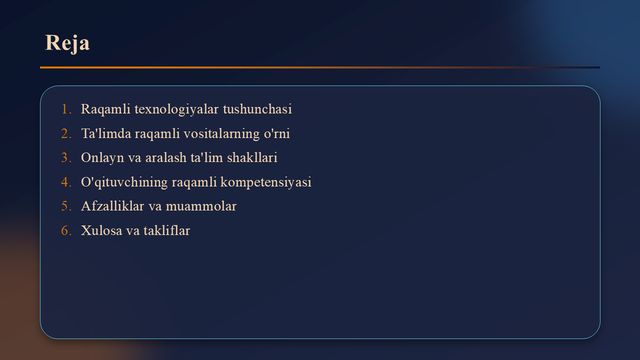 Reja
1. Raqamli texnologiyalar tushunchasi
2. Ta'limda raqamli vositalarning o'rni
3. Onlayn va aralash ta'lim shakllari
4. O'qituvchining raqamli kompetensiyasi
5. Afzalliklar va muammolar
6. Xulosa va takliflar